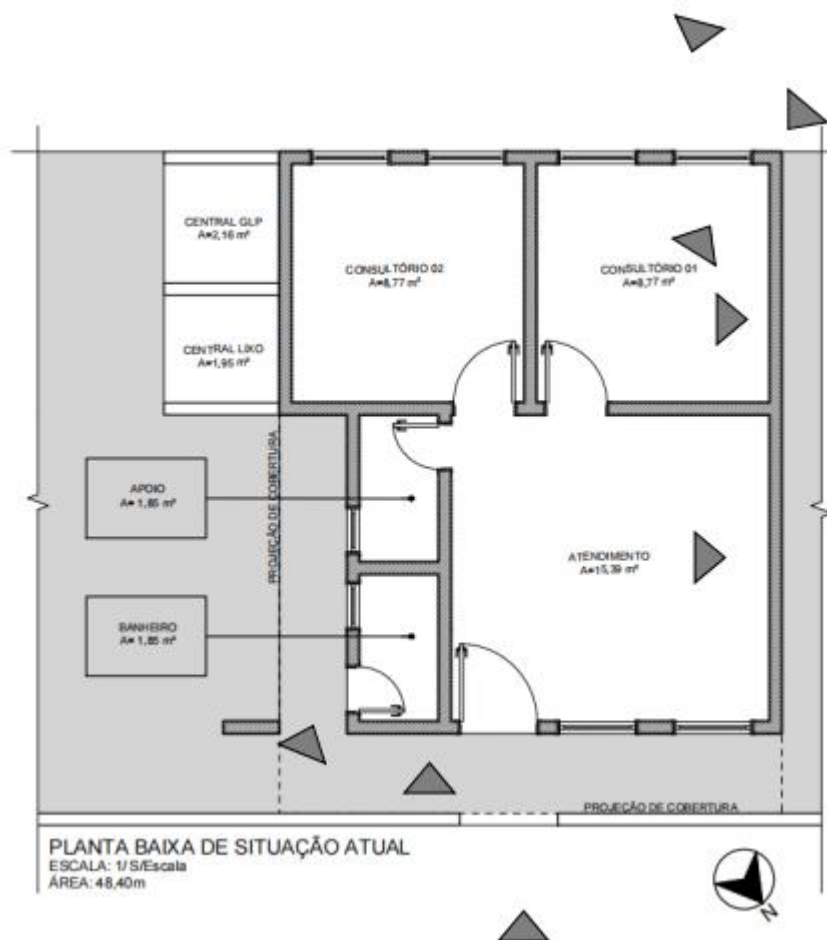 CENTRAL GLP
A=2,16 m²
CONSULTÓRIO 02
A=8,77 m²
CONSULTÓRIO 01
A=8,77 m²
CENTRAL LIXO
A=1,95 m²
PROJEÇÃO DE COBERTURA
APOIO
A= 1,85 m²
ATENDIMENTO
A=15,39 m²
BANHEIRO
A= 1,85 m²
PROJEÇÃO DE COBERTURA
PLANTA BAIXA DE SITUAÇÃO ATUAL
ESCALA: 1/ S/Escala
ÁREA: 48,40m
N